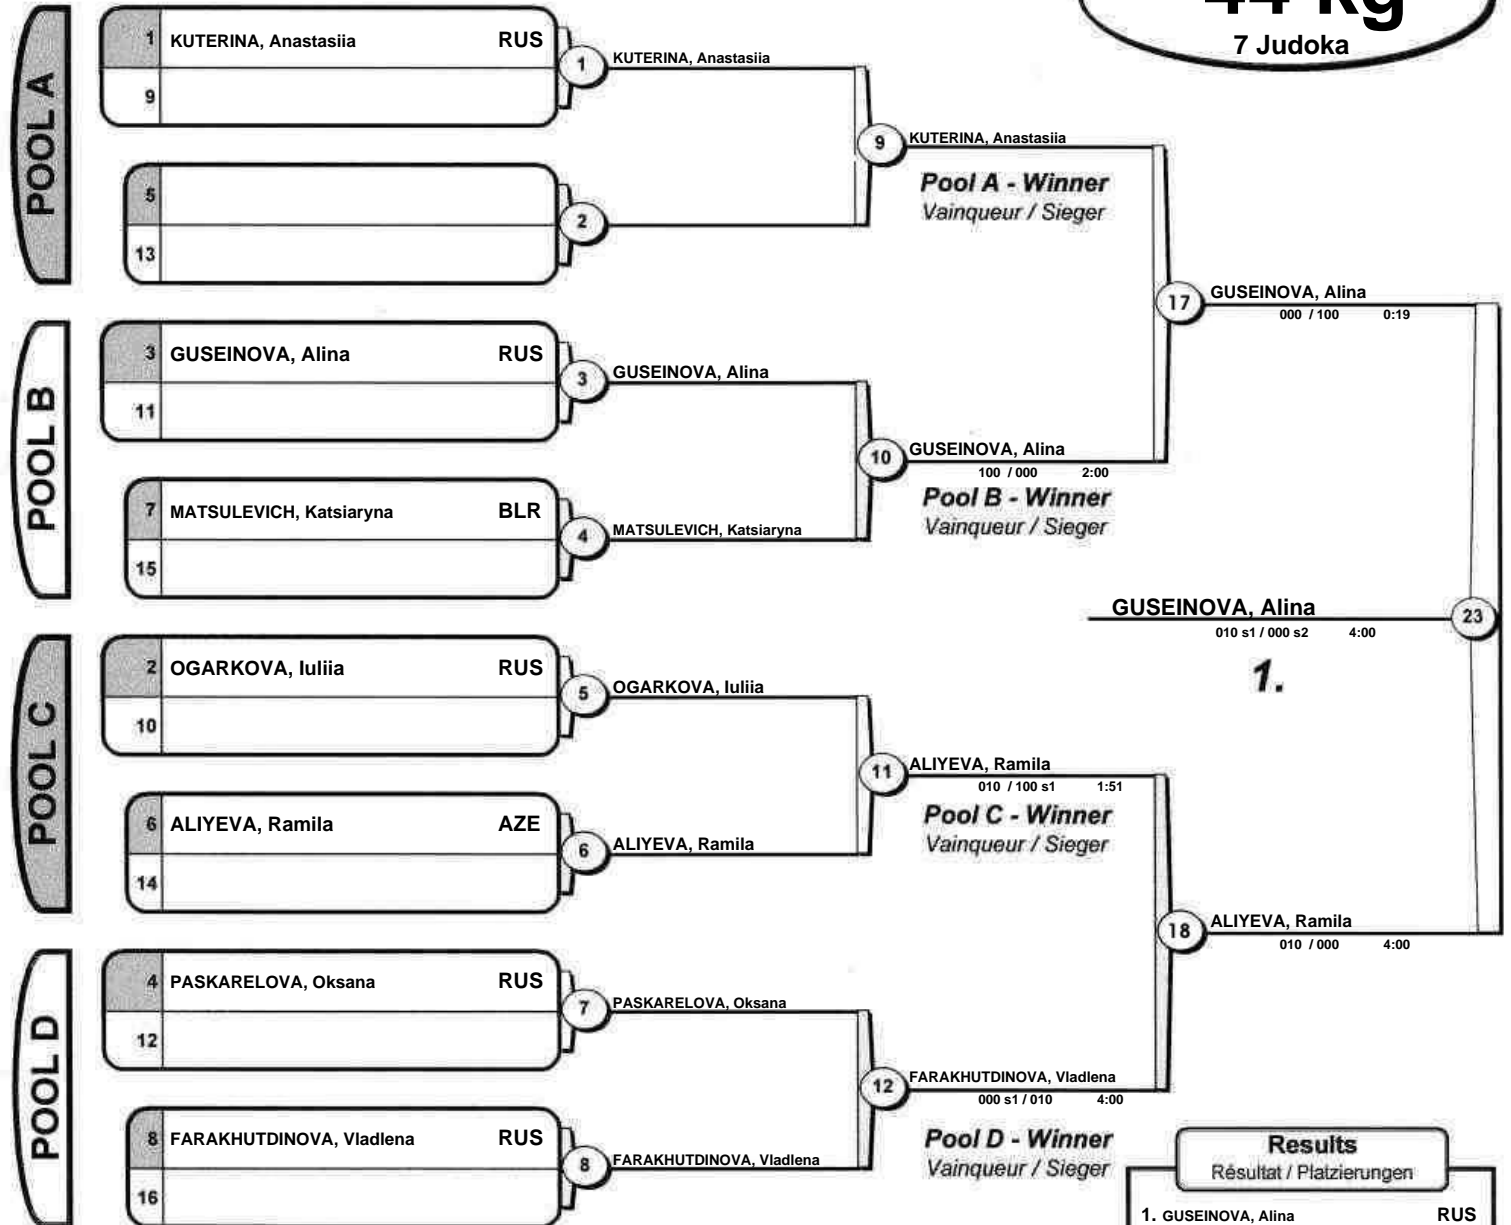 44 kg
7 Judoka
POOL A
1 KUTERINA, Anastasiia RUS
9
5
13
1 KUTERINA, Anastasiia
2
9 KUTERINA, Anastasiia
Pool A - Winner
Vainqueur / Sieger
17 GUSEINOVA, Alina
000 / 100 0:19
POOL B
3 GUSEINOVA, Alina RUS
11
7 MATSULEVICH, Katsiaryna BLR
15
3 GUSEINOVA, Alina
4 MATSULEVICH, Katsiaryna
10 GUSEINOVA, Alina
100 / 000 2:00
Pool B - Winner
Vainqueur / Sieger
GUSEINOVA, Alina 23
010 s1 / 000 s2 4:00
1.
POOL C
2 OGARKOVA, Iuliia RUS
10
6 ALIYEVA, Ramila AZE
14
5 OGARKOVA, Iuliia
6 ALIYEVA, Ramila
11 ALIYEVA, Ramila
010 / 100 s1 1:51
Pool C - Winner
Vainqueur / Sieger
18 ALIYEVA, Ramila
010 / 000 4:00
POOL D
4 PASKARELOVA, Oksana RUS
12
8 FARAKHUTDINOVA, Vladlena RUS
16
7 PASKARELOVA, Oksana
8 FARAKHUTDINOVA, Vladlena
12 FARAKHUTDINOVA, Vladlena
000 s1 / 010 4:00
Pool D - Winner
Vainqueur / Sieger
Results
Résultat / Platzierungen
1. GUSEINOVA, Alina RUS